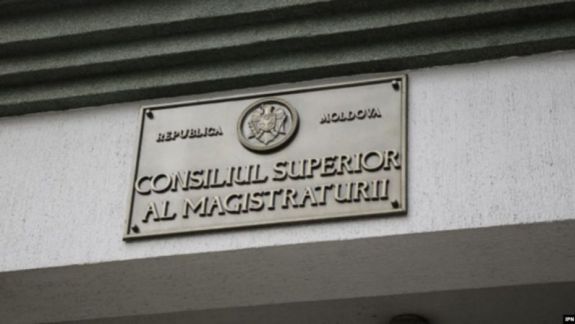 REPUBLICA MOLDOVA
CONSILIUL SUPERIOR
AL MAGISTRATURII
IPN